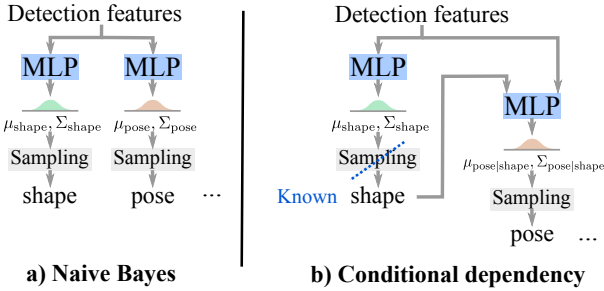 Detection features
MLP MLP
μshape, Σshape μpose, Σpose
Sampling Sampling
shape pose ...
a) Naive Bayes
Detection features
MLP
MLP
μshape, Σshape
Sampling
μpose|shape, Σpose|shape
Known shape
Sampling
pose ...
b) Conditional dependency